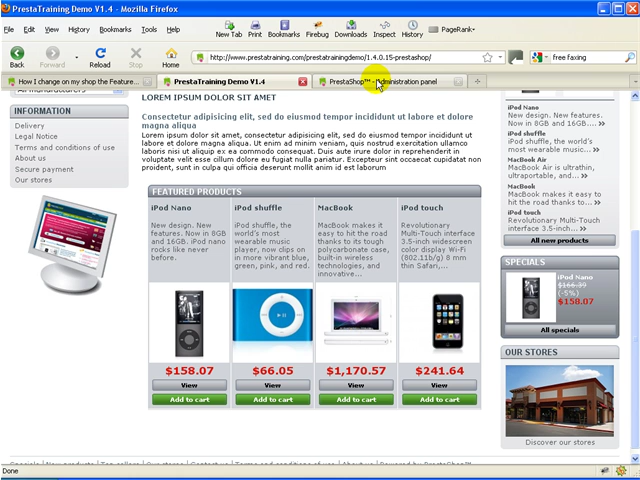 PrestaTraining Demo V1.4 - Mozilla Firefox
File Edit View History Bookmarks Tools Help
New Tab Print Bookmarks Firebug Downloads Inspect History PageRank
Back Reload Stop Home
http://www.prestatraining.com/prestatrainingdemo/1.4.0.15-prestashop/
free faxing
How I change on my shop the Feature...
PrestaTraining Demo V1.4
PrestaShop™ - Administration panel
INFORMATION
Delivery
Legal Notice
Terms and conditions of use
About us
Secure payment
Our stores
LOREM IPSUM DOLOR SIT AMET
Consectetur adipisicing elit, sed do eiusmod tempor incididunt ut labore et dolore
magna aliqua
Lorem ipsum dolor sit amet, consectetur adipisicing elit, sed do eiusmod tempor incididunt ut
labore et dolore magna aliqua. Ut enim ad minim veniam, quis nostrud exercitation ullamco
laboris nisi ut aliquip ex ea commodo consequat. Duis aute irure dolor in reprehenderit in
voluptate velit esse cillum dolore eu fugiat nulla pariatur. Excepteur sint occaecat cupidatat non
proident, sunt in culpa qui officia deserunt mollit anim id est laborum
FEATURED PRODUCTS
iPod Nano
New design. New
features. Now in 8GB
and 16GB. iPod nano
rocks like never
before.
$158.07
View
Add to cart
iPod shuffle
iPod shuffle, the
world's most
wearable music
player, now clips on
in more vibrant blue,
green, pink, and red.
$66.05
View
Add to cart
MacBook
MacBook makes it
easy to hit the road
thanks to its tough
polycarbonate case,
built-in wireless
technologies, and
innovative...
$1,170.57
View
Add to cart
iPod touch
Revolutionary
Multi-Touch interface
3.5-inch widescreen
color display Wi-Fi
(802.11b/g) 8 mm
thin Safari,...
$241.64
View
Add to cart
iPod Nano
New design. New features.
Now in 8GB and 16GB....
iPod shuffle
iPod shuffle, the world's
most wearable music...
MacBook Air
MacBook Air is ultrathin,
ultraportable, and...
MacBook
MacBook makes it easy to
hit the road thanks to...
iPod touch
Revolutionary Multi-Touch
interface 3.5-inch...
All new products
SPECIALS
iPod Nano
$166.39
(-5%)
$158.07
All specials
OUR STORES
Discover our stores
Done